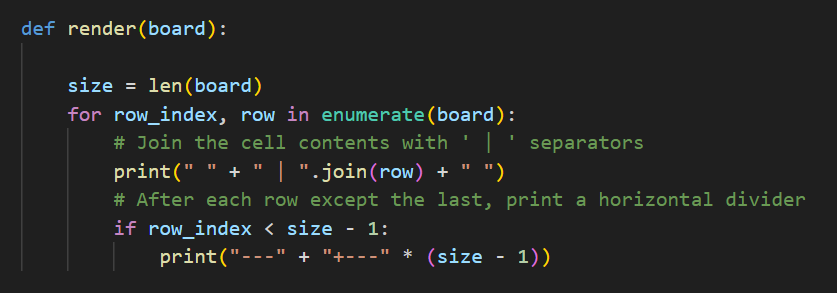 def render(board):
    size = len(board)
    for row_index, row in enumerate(board):
        # Join the cell contents with ' | ' separators
        print(" " + " | ".join(row) + " ")
        # After each row except the last, print a horizontal divider
        if row_index < size - 1:
            print("---" + "+---" * (size - 1))